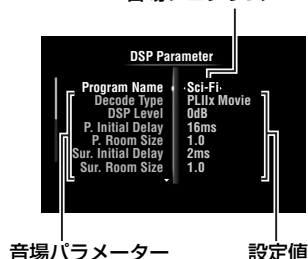 DSP Parameter
Program Name Sci-Fi
Decode Type PLIIx Movie
DSP Level 0dB
P. Initial Delay 16ms
P. Room Size 1.0
Sur. Initial Delay 2ms
Sur. Room Size 1.0
音場パラメーター 設定値